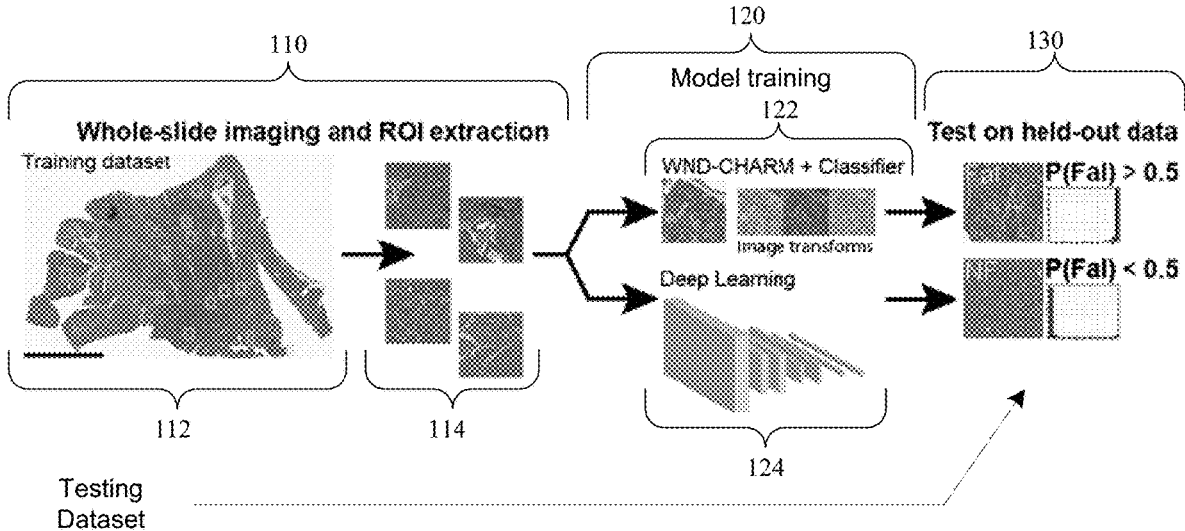 110
120
130
Model training
122
Whole-slide imaging and ROI extraction
Test on held-out data
Training dataset
WND-CHARM + Classifier
P(Fal) > 0.5
Image transforms
Deep Learning
P(Fal) < 0.5
112
114
124
Testing
Dataset